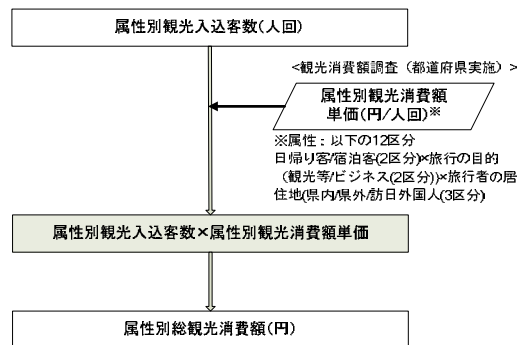 属性別観光入込客数(人回)
<観光消費額調査（都道府県実施）>
属性別観光消費額
単価(円/人回)※
※属性：以下の12区分
日帰り客/宿泊客(2区分)×旅行の目的
（観光等/ビジネス(2区分))×旅行者の居
住地(県内/県外/訪日外国人(3区分)
属性別観光入込客数×属性別観光消費額単価
属性別総観光消費額(円)